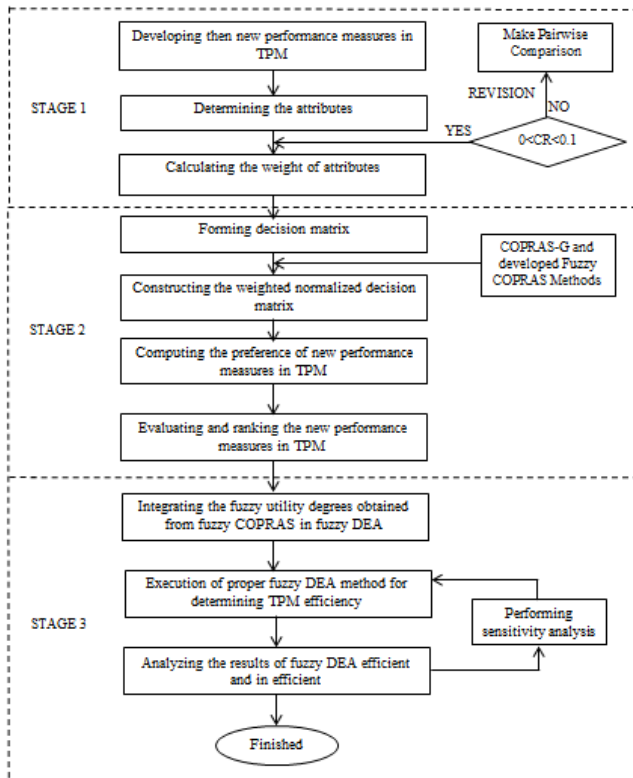 Developing then new performance measures in
TPM
Make Pairwise
Comparison
REVISION
NO
STAGE 1
Determining the attributes
YES
0<CR<0.1
Calculating the weight of attributes
Forming decision matrix
COPRAS-G and
developed Fuzzy
COPRAS Methods
Constructing the weighted normalized decision
matrix
STAGE 2
Computing the preference of new performance
measures in TPM
Evaluating and ranking the new performance
measures in TPM
Integrating the fuzzy utility degrees obtained
from fuzzy COPRAS in fuzzy DEA
Execution of proper fuzzy DEA method for
determining TPM efficiency
STAGE 3
Performing
sensitivity analysis
Analyzing the results of fuzzy DEA efficient
and in efficient
Finished